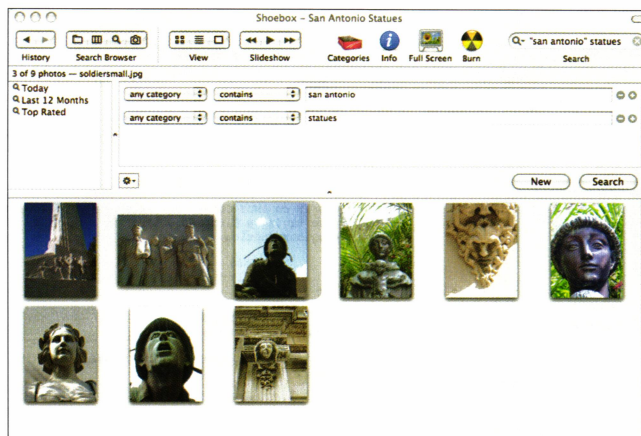 Shoebox – San Antonio Statues
"san antonio" statues
History Search Browser View Slideshow Categories Info Full Screen Burn Search
3 of 9 photos — soldiersmall.jpg
Today
Last 12 Months
Top Rated
any category contains san antonio
any category contains statues
New Search